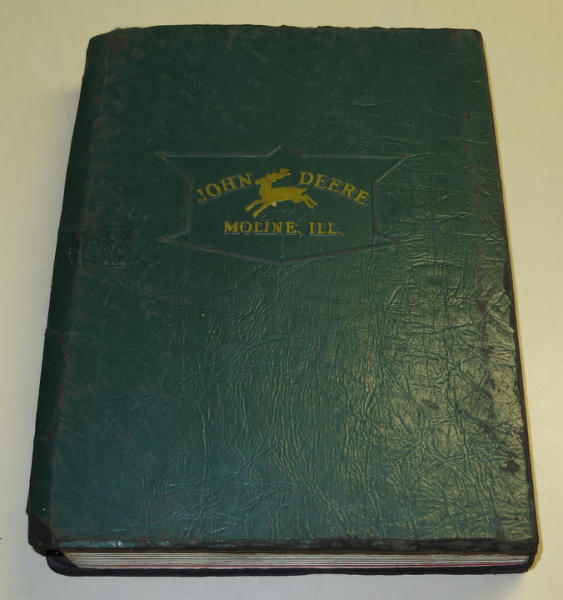 JOHN DEERE
MOLINE, ILL.